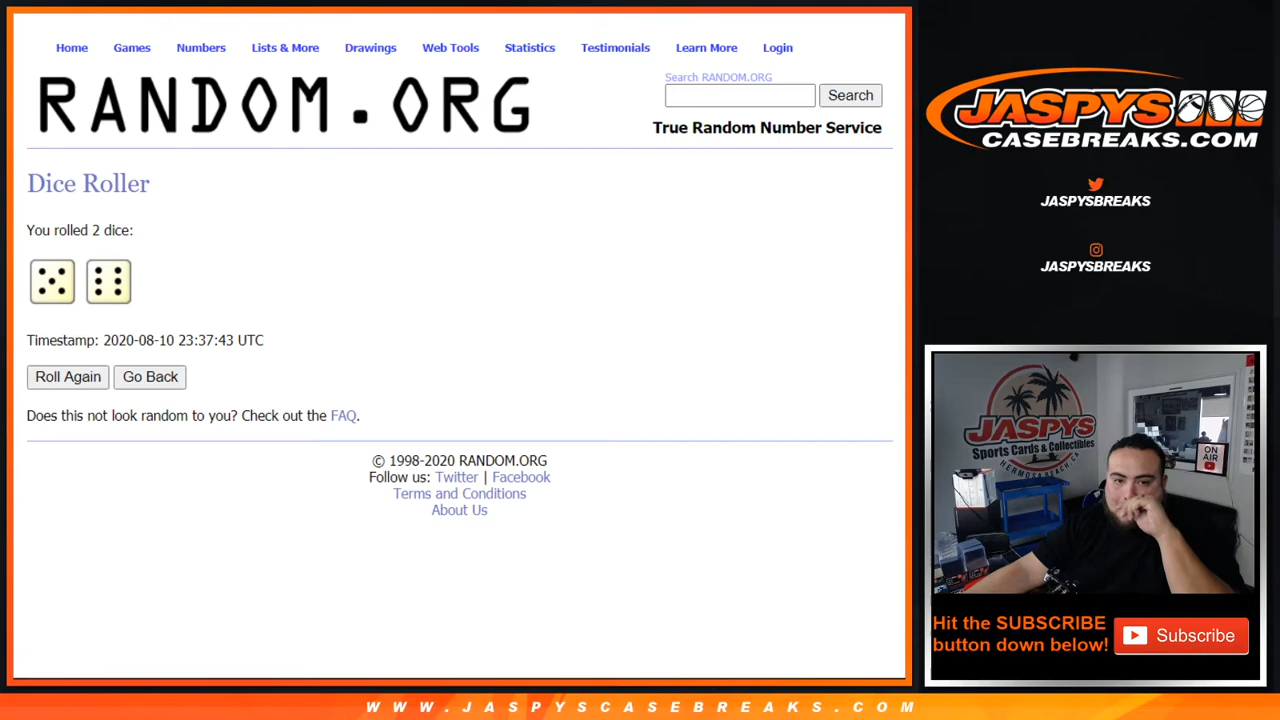 Home Games Numbers Lists & More Drawings Web Tools Statistics Testimonials Learn More Login
RANDOM.ORG
Search RANDOM.ORG
Search
True Random Number Service
Dice Roller
You rolled 2 dice:
Timestamp: 2020-08-10 23:37:43 UTC
Roll Again Go Back
Does this not look random to you? Check out the FAQ.
© 1998-2020 RANDOM.ORG
Follow us: Twitter | Facebook
Terms and Conditions
About Us
JASPYS
CASEBREAKS.COM
JASPYSBREAKS
JASPYSBREAKS
JASPYS
Sports Cards & Collectibles
HERMOSA BEACH, CA
ON
AIR
Hit the SUBSCRIBE
button down below!
Subscribe
WWW.JASPYSCASEBREAKS.COM